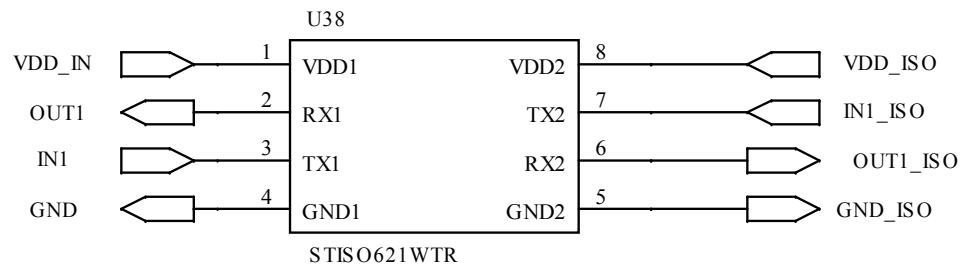 U38
VDD_IN 1 VDD1 VDD2 8 VDD_ISO
OUT1 2 RX1 TX2 7 IN1_ISO
IN1 3 TX1 RX2 6 OUT1_ISO
GND 4 GND1 GND2 5 GND_ISO
STISO621WTR